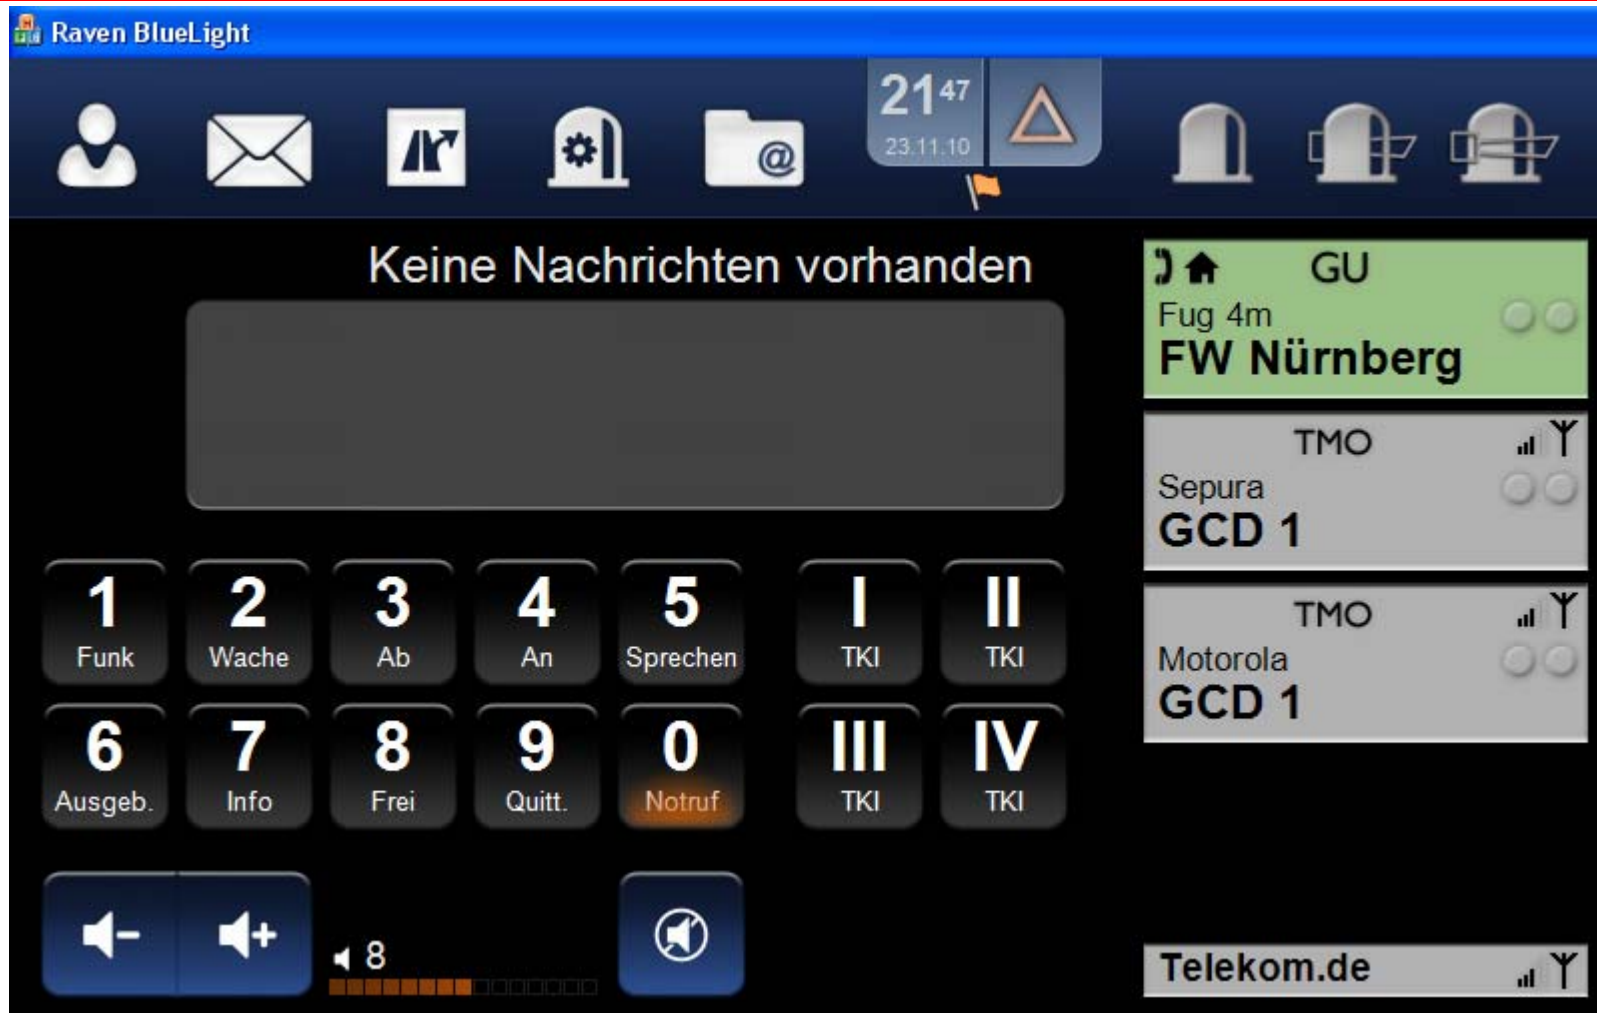 Raven BlueLight
21 47
23.11.10
@
Keine Nachrichten vorhanden
GU
Fug 4m
FW Nürnberg
TMO
Sepura
GCD 1
TMO
Motorola
GCD 1
1 2 3 4 5 I II
Funk Wache Ab An Sprechen TKI TKI
6 7 8 9 0 III IV
Ausgeb. Info Frei Quitt. Notruf TKI TKI
8
Telekom.de